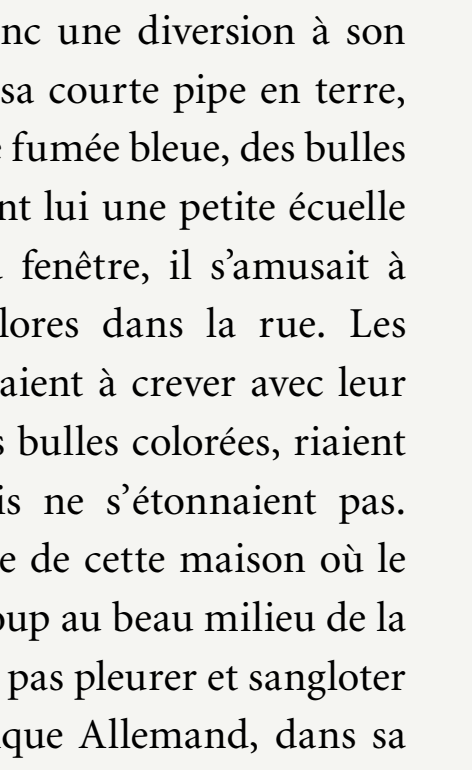 nc une diversion à son
sa courte pipe en terre,
fumée bleue, des bulles
nt lui une petite écuelle
fenêtre, il s’amusait à
lores dans la rue. Les
aient à crever avec leur
bulles colorées, riaient
is ne s’étonnaient pas.
e de cette maison où le
oup au beau milieu de la
pas pleurer et sangloter
que Allemand, dans sa